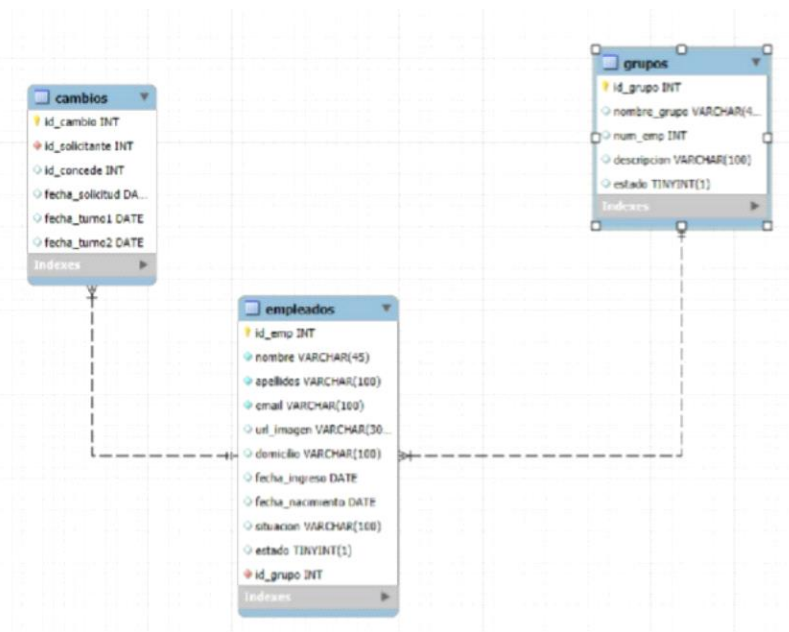 cambios
id_cambio INT
id_solicitante INT
id_concede INT
fecha_solicitud DA...
fecha_turno1 DATE
fecha_turno2 DATE
Indexes
grupos
id_grupo INT
nombre_grupo VARCHAR(4...
num_emp INT
descripcion VARCHAR(100)
estado TINYINT(1)
Indexes
empleados
id_emp INT
nombre VARCHAR(45)
apellidos VARCHAR(100)
email VARCHAR(100)
url_imagen VARCHAR(30...
domicilio VARCHAR(100)
fecha_ingreso DATE
fecha_nacimiento DATE
situacion VARCHAR(100)
estado TINYINT(1)
id_grupo INT
Indexes